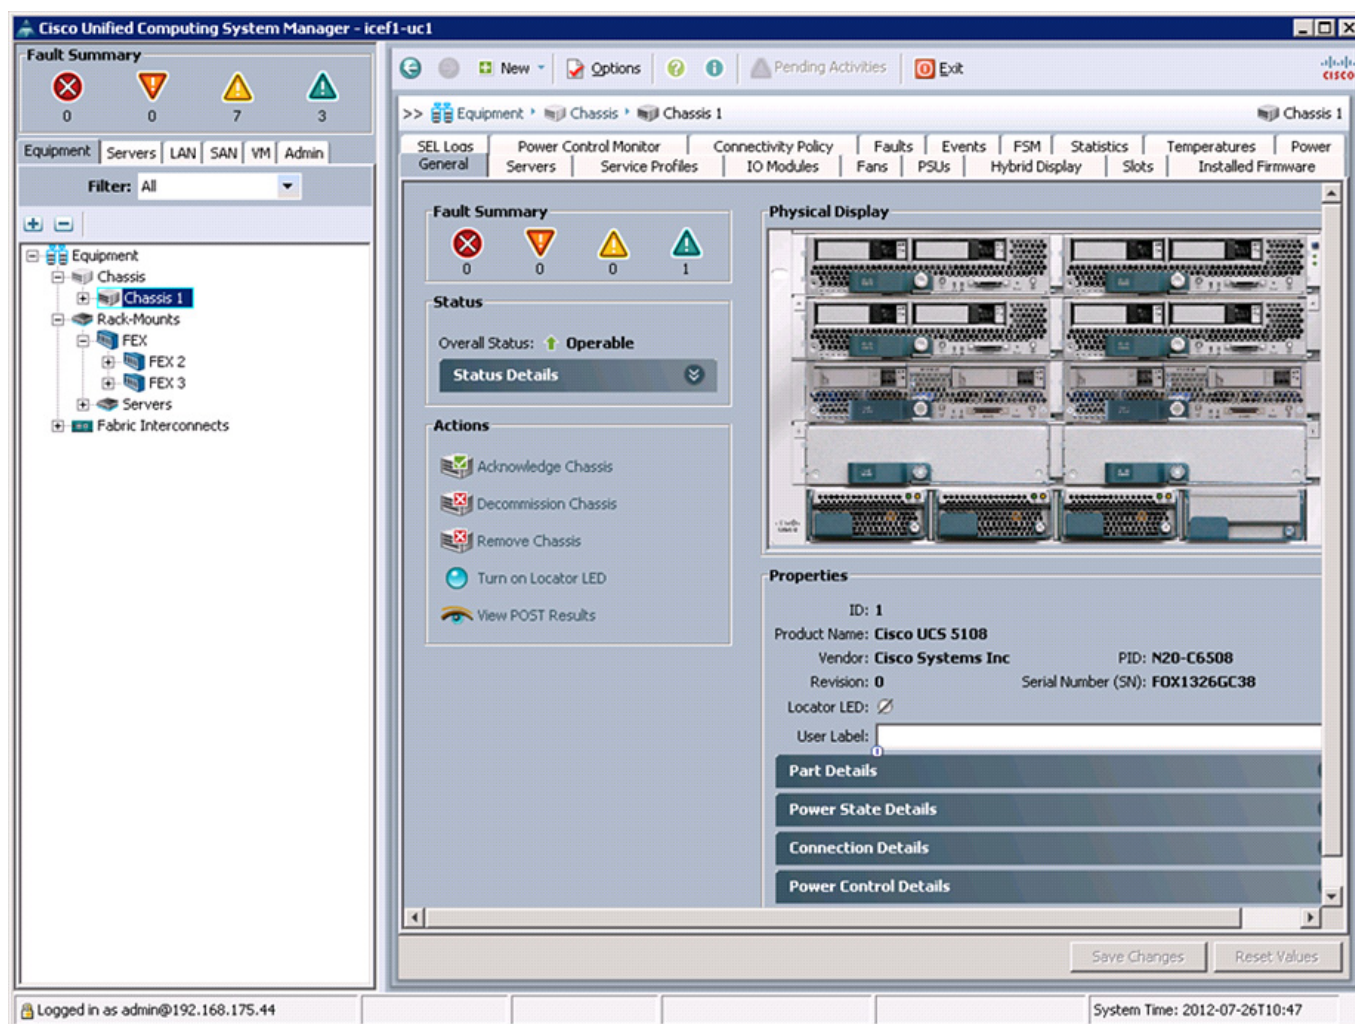 Cisco Unified Computing System Manager - icef1-uc1
Fault Summary
0 0 7 3
Equipment Servers LAN SAN VM Admin
Filter: All
Equipment
Chassis
Chassis 1
Rack-Mounts
FEX
FEX 2
FEX 3
Servers
Fabric Interconnects
New Options Pending Activities Exit
CISCO
>> Equipment Chassis Chassis 1 Chassis 1
SEL Logs Power Control Monitor Connectivity Policy Faults Events FSM Statistics Temperatures Power
General Servers Service Profiles IO Modules Fans PSUs Hybrid Display Slots Installed Firmware
Fault Summary
0 0 0 1
Status
Overall Status: Operable
Status Details
Actions
Acknowledge Chassis
Decommission Chassis
Remove Chassis
Turn on Locator LED
View POST Results
Physical Display
Properties
ID: 1
Product Name: Cisco UCS 5108
Vendor: Cisco Systems Inc PID: N20-C6508
Revision: 0 Serial Number (SN): FOX1326GC38
Locator LED:
User Label:
Part Details
Power State Details
Connection Details
Power Control Details
Save Changes Reset Values
Logged in as admin@192.168.175.44 System Time: 2012-07-26T10:47